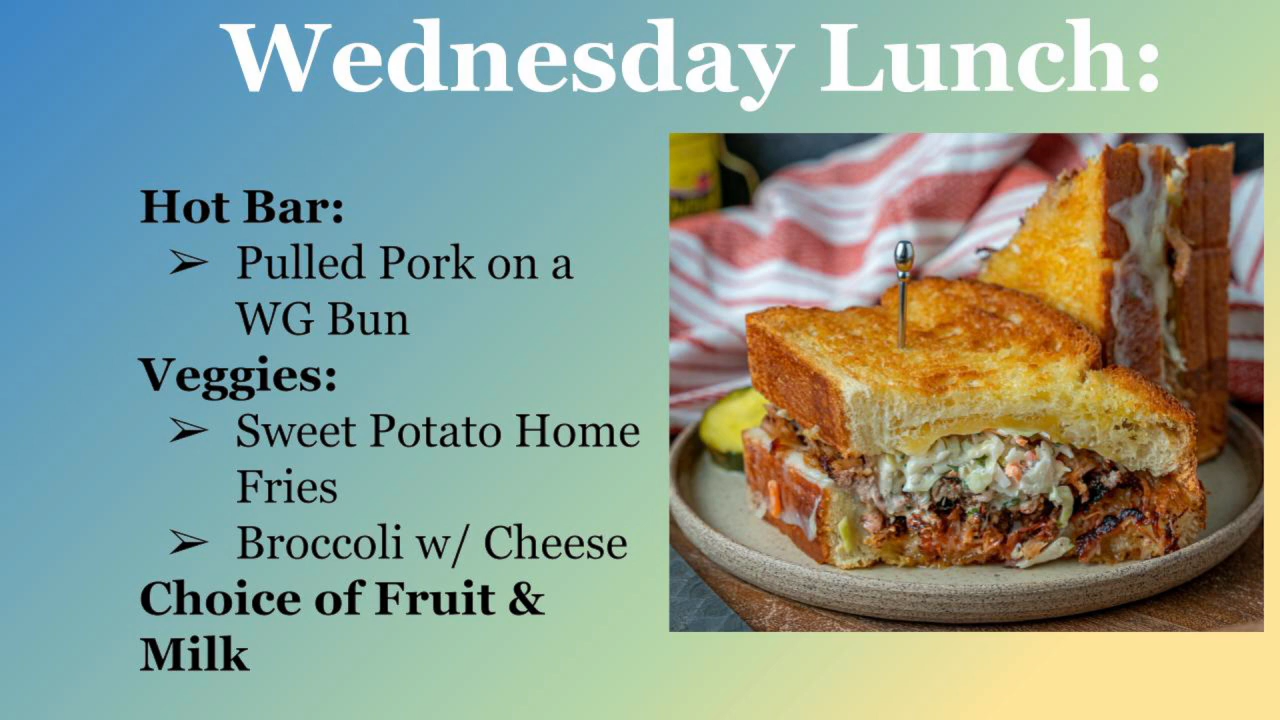 Wednesday Lunch:
Hot Bar:
➢ Pulled Pork on a
WG Bun
Veggies:
➢ Sweet Potato Home
Fries
➢ Broccoli w/ Cheese
Choice of Fruit &
Milk